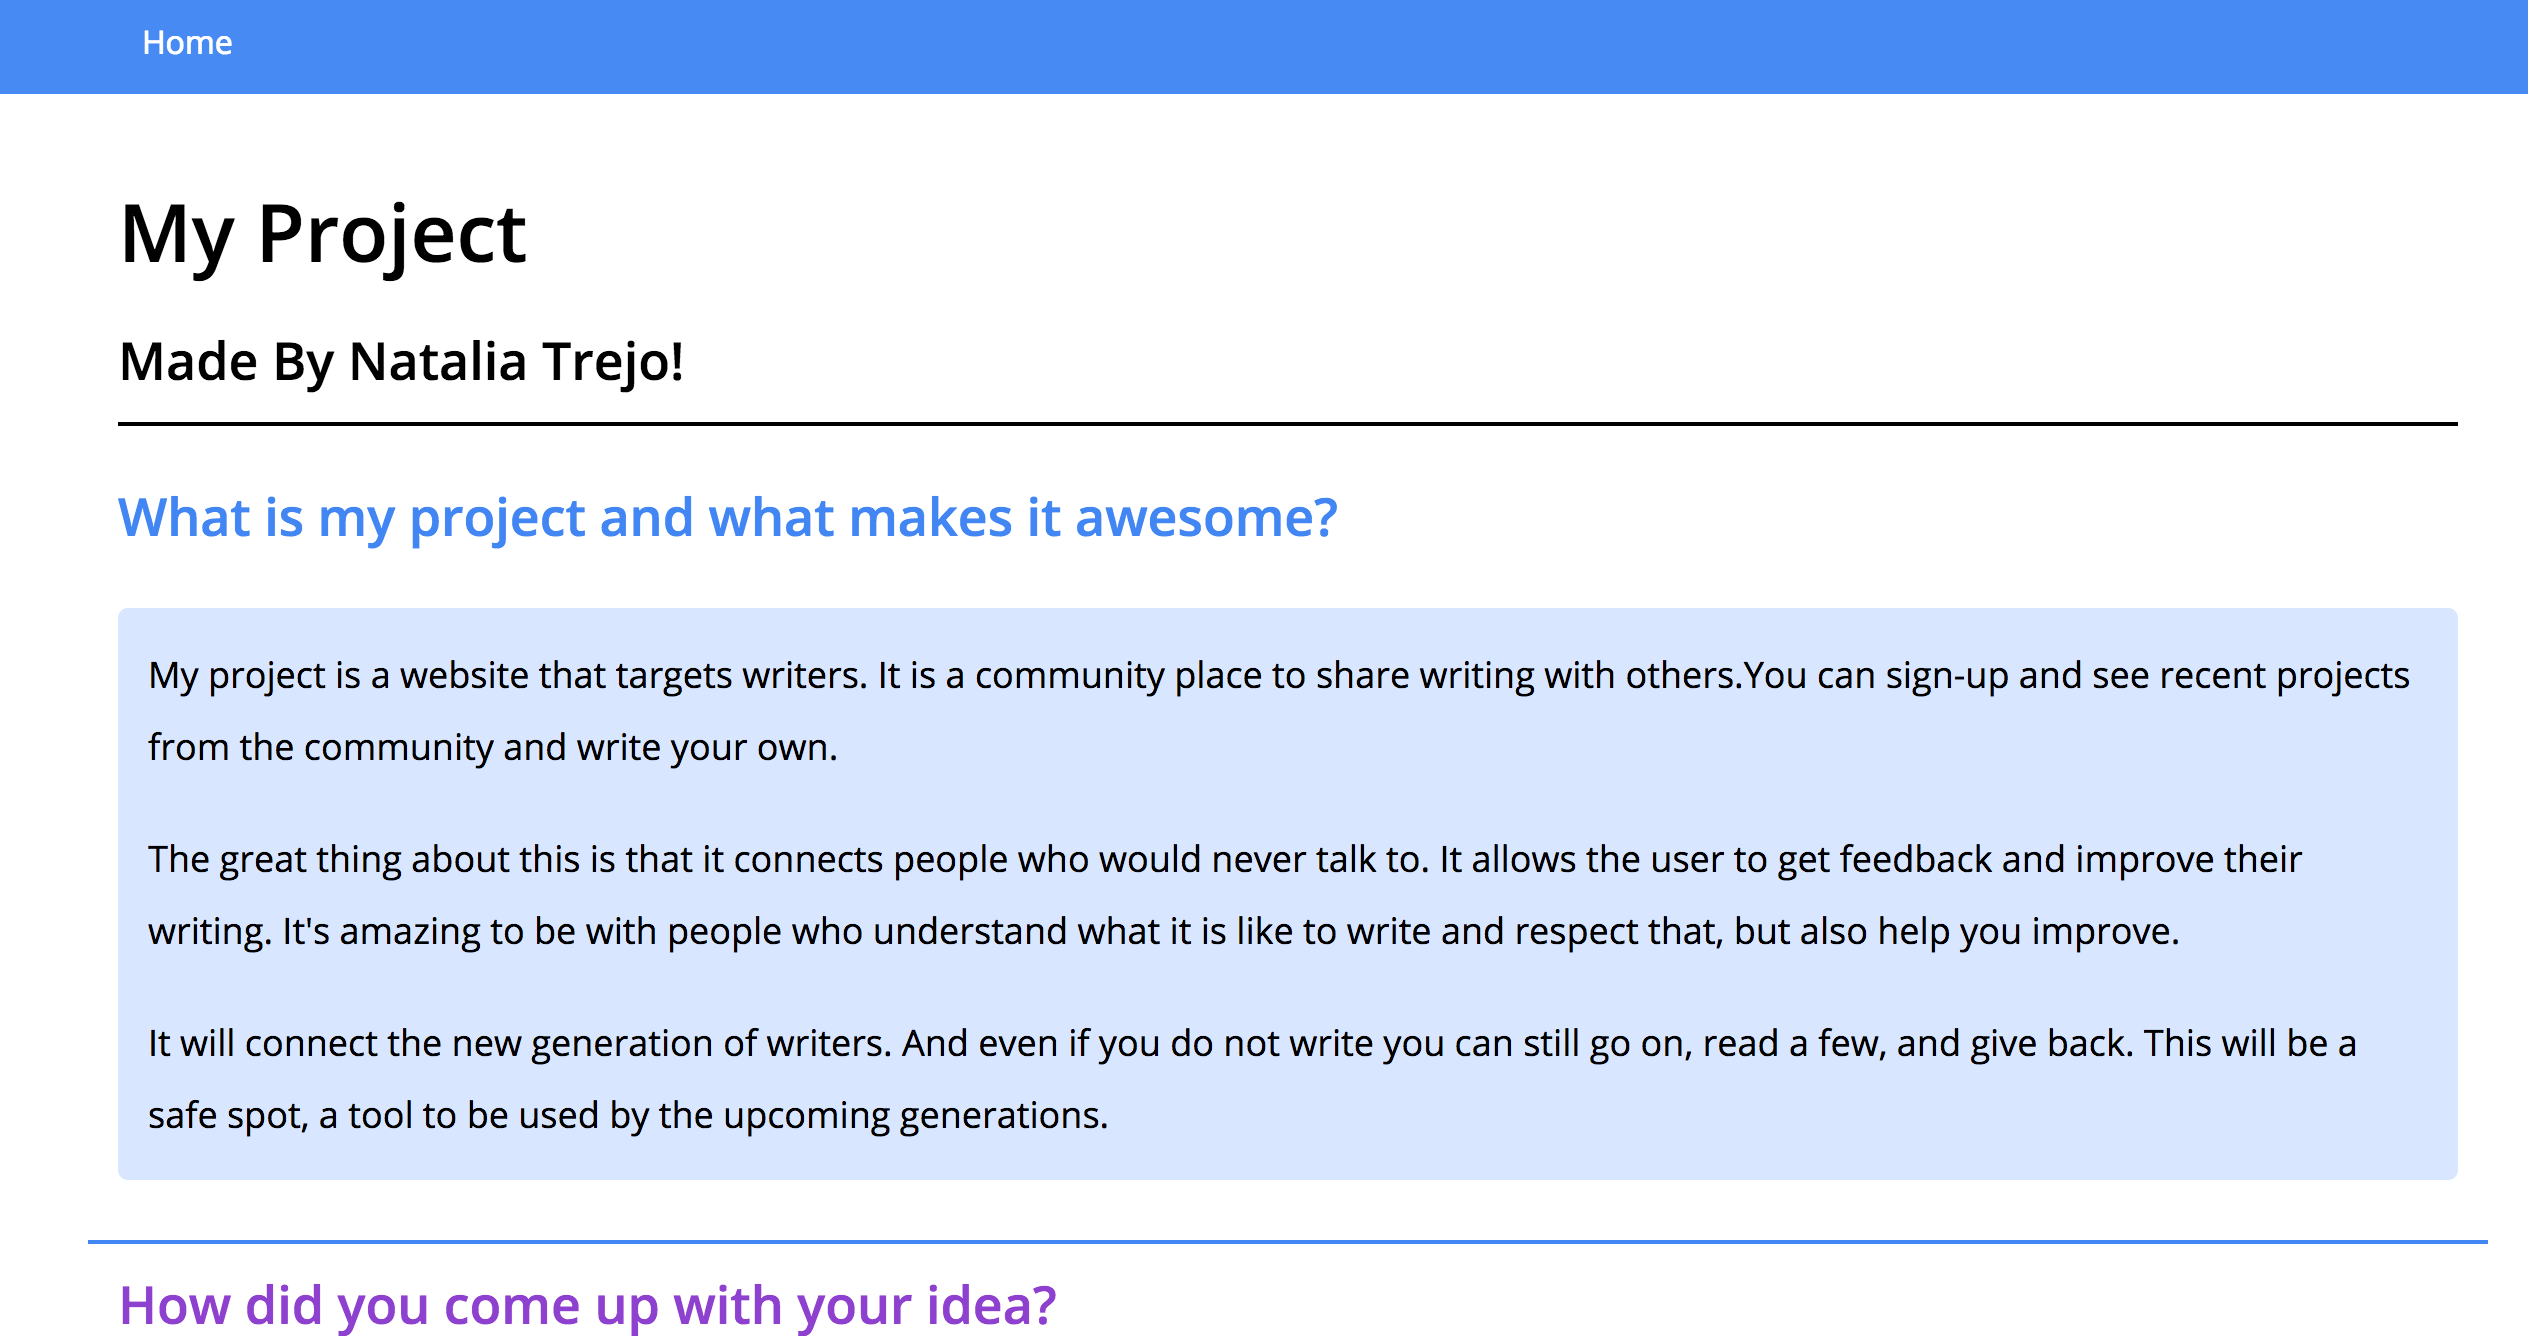 Home
My Project
Made By Natalia Trejo!
What is my project and what makes it awesome?
My project is a website that targets writers. It is a community place to share writing with others.You can sign-up and see recent projects
from the community and write your own.
The great thing about this is that it connects people who would never talk to. It allows the user to get feedback and improve their
writing. It's amazing to be with people who understand what it is like to write and respect that, but also help you improve.
It will connect the new generation of writers. And even if you do not write you can still go on, read a few, and give back. This will be a
safe spot, a tool to be used by the upcoming generations.
How did you come up with your idea?